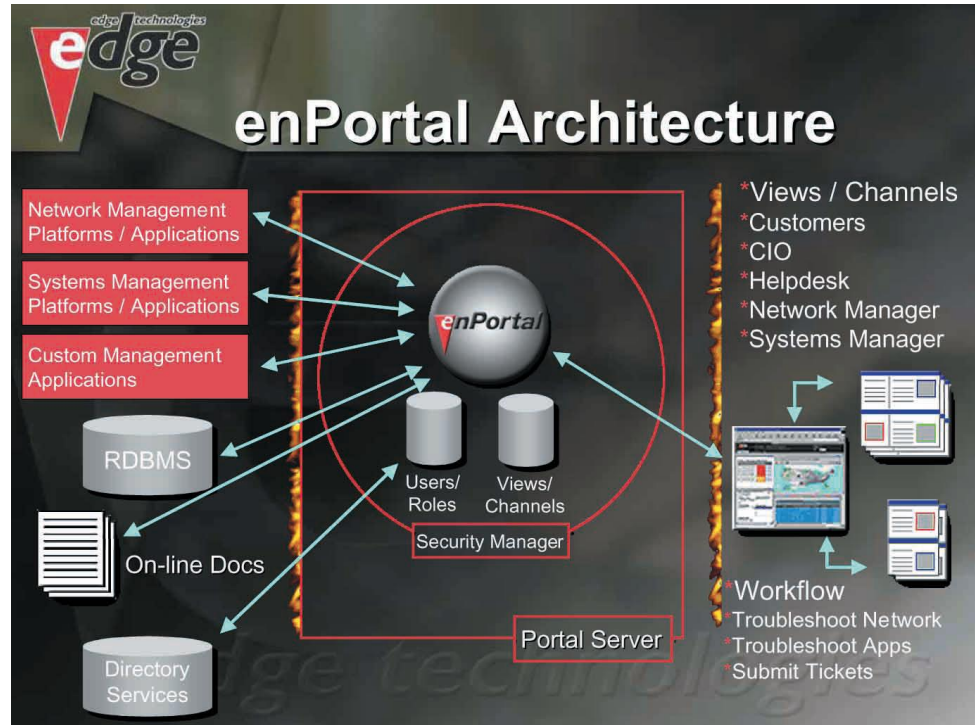 edge technologies
edge
enPortal Architecture
Network Management
Platforms / Applications
Systems Management
Platforms / Applications
Custom Management
Applications
RDBMS
On-line Docs
Directory
Services
enPortal
Users/
Roles
Views/
Channels
Security Manager
Portal Server
*Views / Channels
*Customers
*CIO
*Helpdesk
*Network Manager
*Systems Manager
*Workflow
*Troubleshoot Network
*Troubleshoot Apps
*Submit Tickets
edge technologies